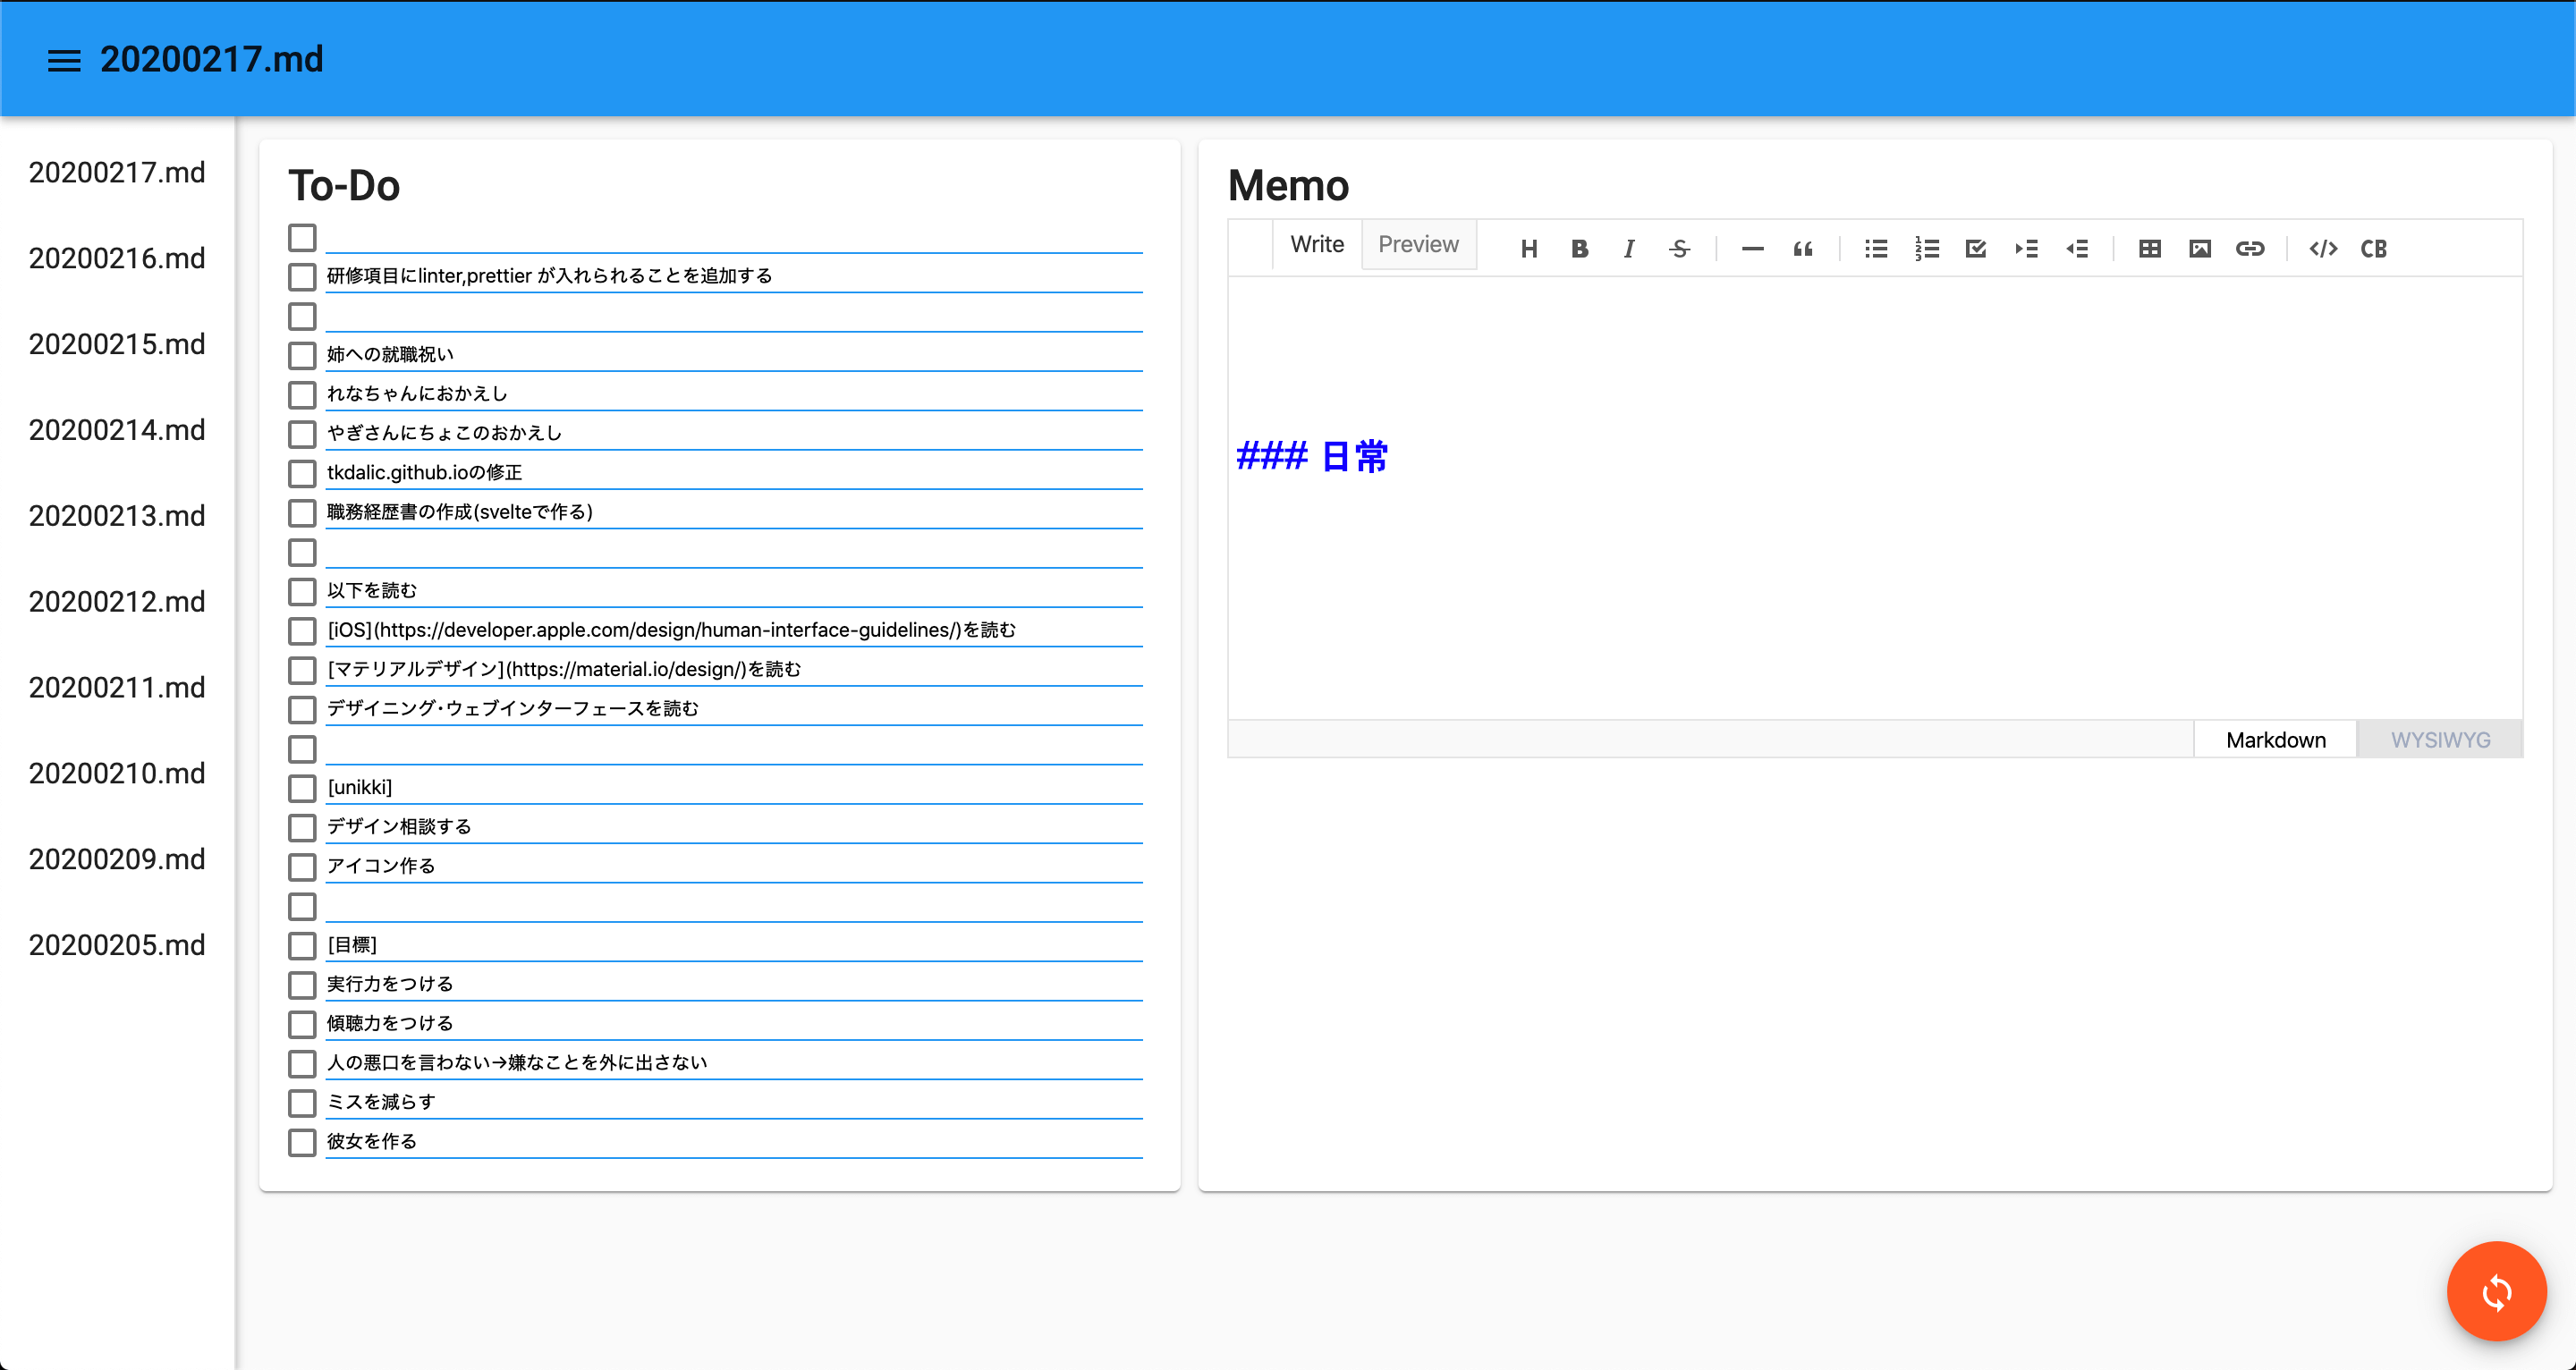 20200217.md
20200217.md
20200216.md
20200215.md
20200214.md
20200213.md
20200212.md
20200211.md
20200210.md
20200209.md
20200205.md
To-Do
研修項目にlinter,prettier が入れられることを追加する
姉への就職祝い
れなちゃんにおかえし
やぎさんにちょこのおかえし
tkdalic.github.ioの修正
職務経歴書の作成(svelteで作る)
以下を読む
[iOS](https://developer.apple.com/design/human-interface-guidelines/)を読む
[マテリアルデザイン](https://material.io/design/)を読む
デザイニング･ウェブインターフェースを読む
[unikki]
デザイン相談する
アイコン作る
[目標]
実行力をつける
傾聴力をつける
人の悪口を言わない→嫌なことを外に出さない
ミスを減らす
彼女を作る
Memo
Write Preview H B I S </> CB
### 日常
Markdown WYSIWYG